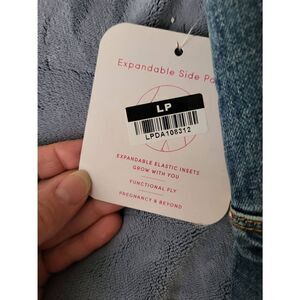 Expandable Side Pa
LP
LPDA108312
EXPANDABLE ELASTIC INSETS
GROW WITH YOU
FUNCTIONAL FLY
PREGNANCY & BEYOND